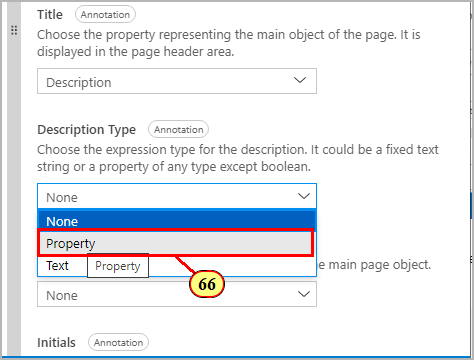 Title Annotation
Choose the property representing the main object of the page. It is
displayed in the page header area.
Description
Description Type Annotation
Choose the expression type for the description. It could be a fixed text
string or a property of any type except boolean.
None
None
Property
Text Property e main page object.
66
None
Initials Annotation